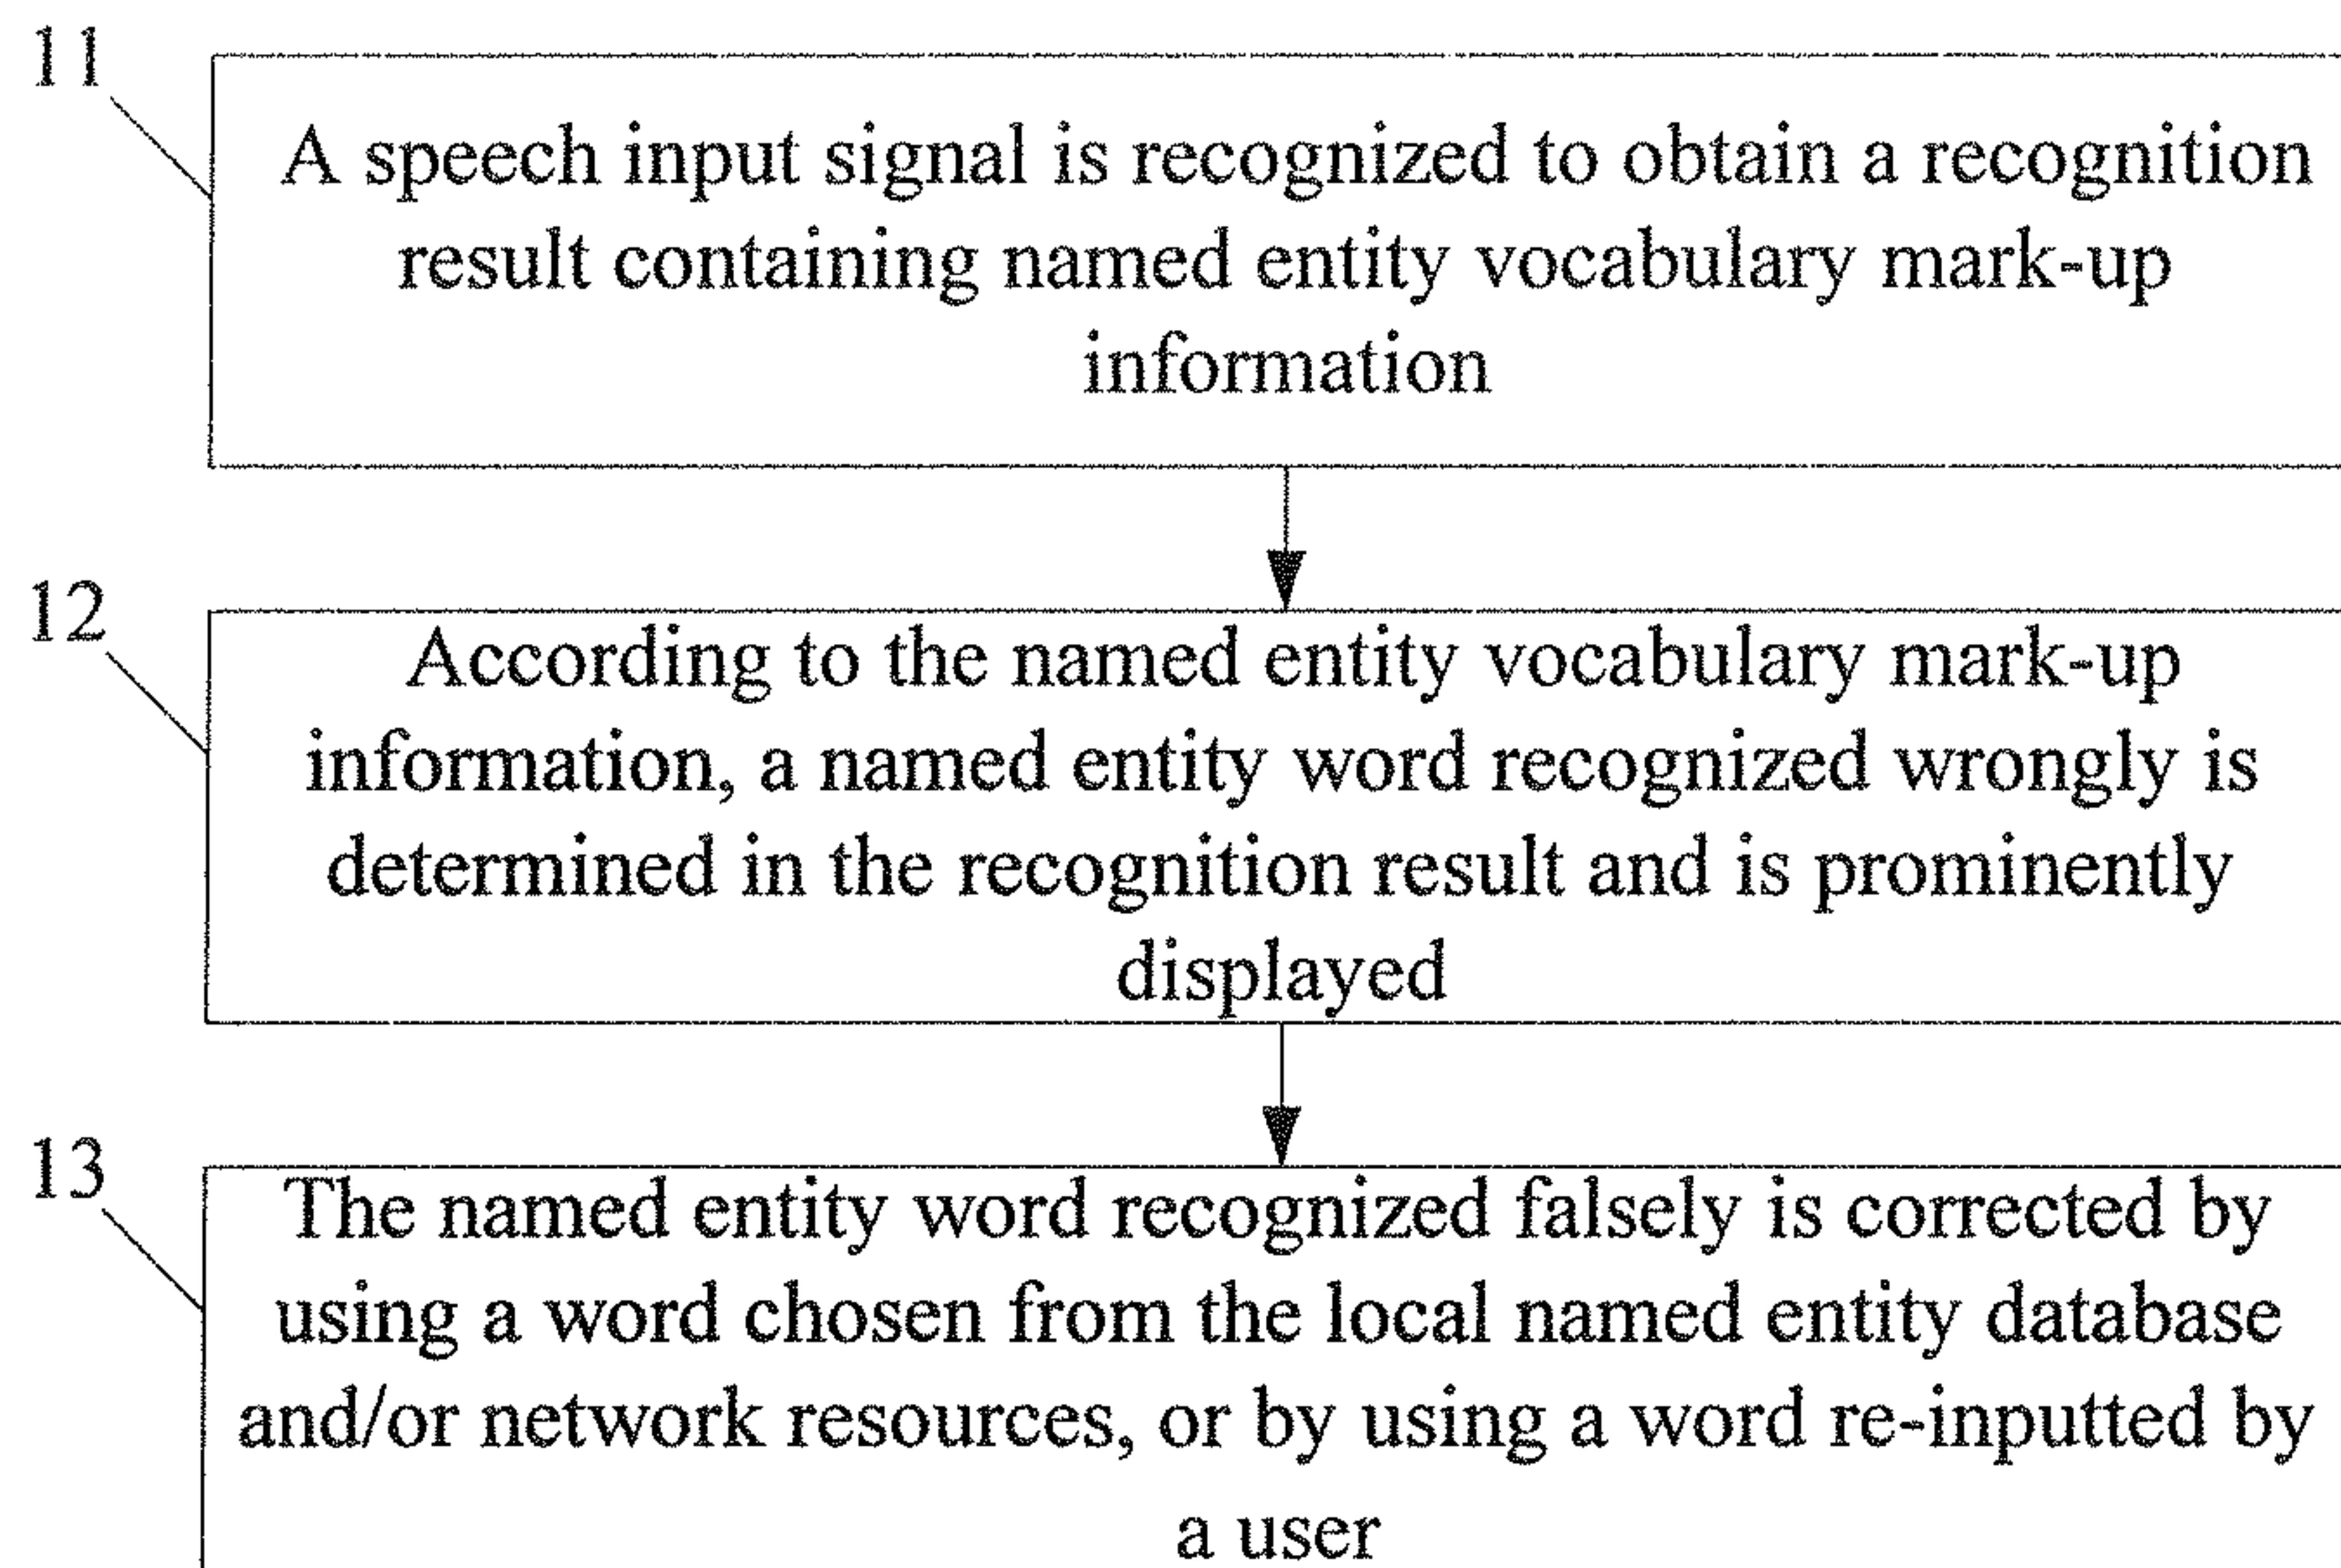 11
A speech input signal is recognized to obtain a recognition
result containing named entity vocabulary mark-up
information
12
According to the named entity vocabulary mark-up
information, a named entity word recognized wrongly is
determined in the recognition result and is prominently
displayed
13
The named entity word recognized falsely is corrected by
using a word chosen from the local named entity database
and/or network resources, or by using a word re-inputted by
a user